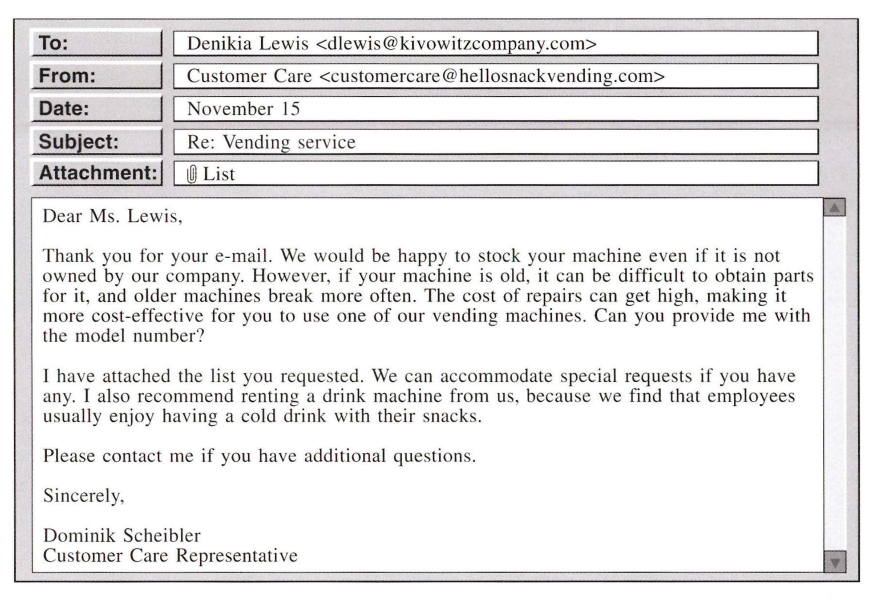 To: Denikia Lewis <dlewis@kivowitzcompany.com>
From: Customer Care <customercare@hellosnackvending.com>
Date: November 15
Subject: Re: Vending service
Attachment: List
Dear Ms. Lewis,
Thank you for your e-mail. We would be happy to stock your machine even if it is not
owned by our company. However, if your machine is old, it can be difficult to obtain parts
for it, and older machines break more often. The cost of repairs can get high, making it
more cost-effective for you to use one of our vending machines. Can you provide me with
the model number?
I have attached the list you requested. We can accommodate special requests if you have
any. I also recommend renting a drink machine from us, because we find that employees
usually enjoy having a cold drink with their snacks.
Please contact me if you have additional questions.
Sincerely,
Dominik Scheibler
Customer Care Representative